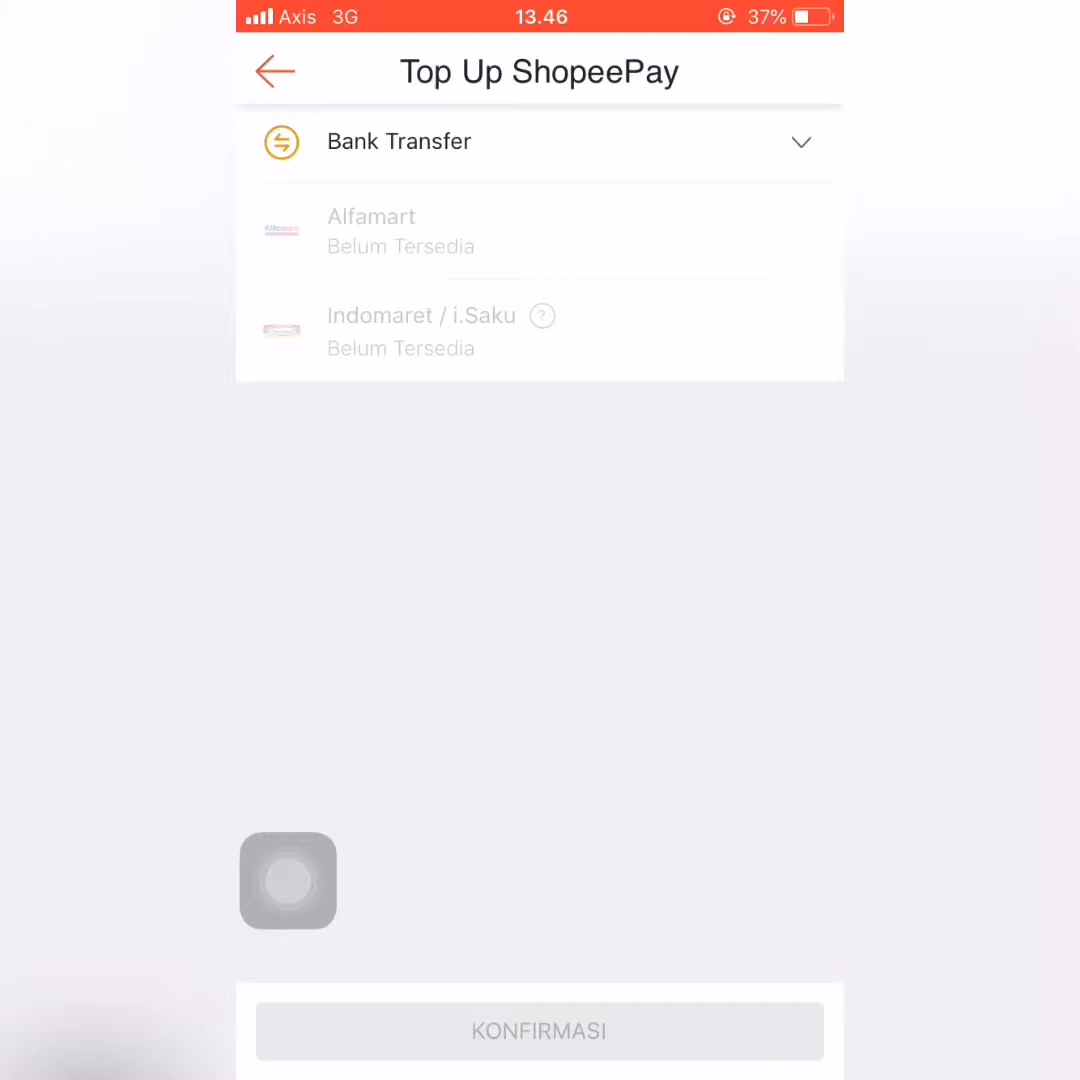 Axis 3G 13.46 37%
Top Up ShopeePay
Bank Transfer
Alfamart
Belum Tersedia
Indomaret / i.Saku ?
Belum Tersedia
KONFIRMASI